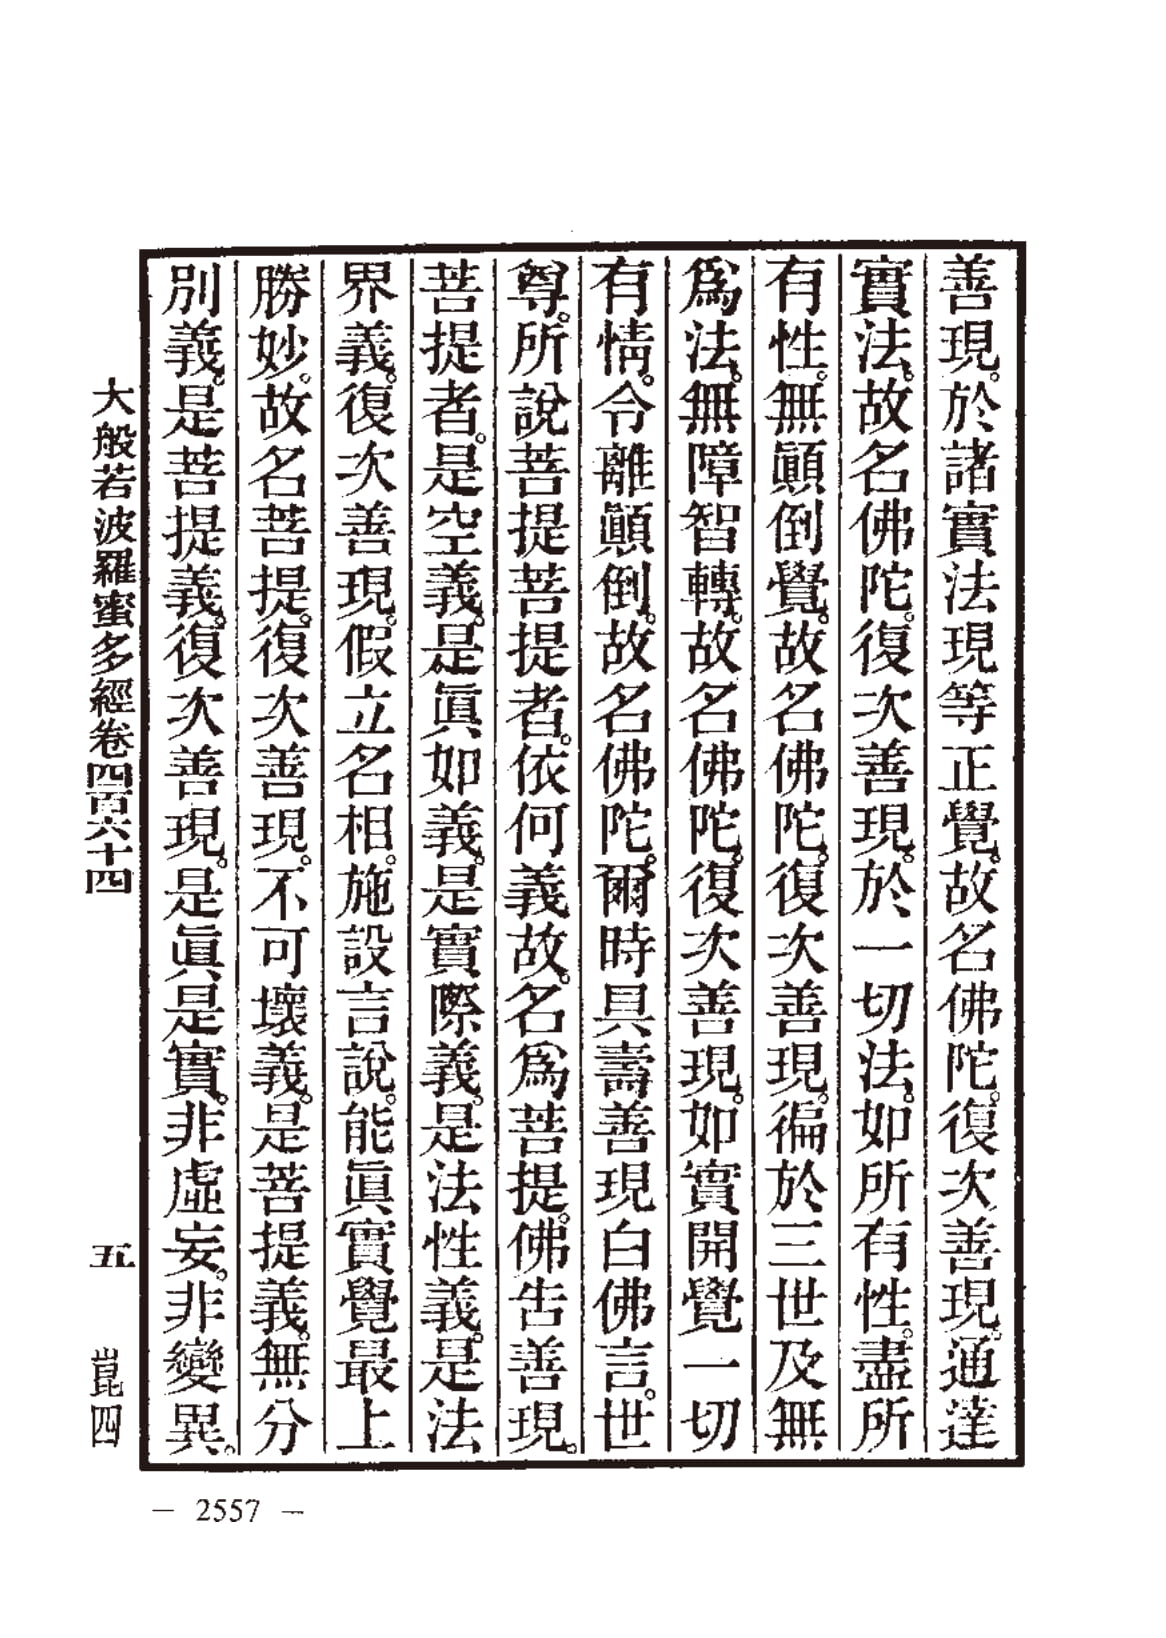 善現。於諸實法現等正覺。故名佛陀。復次善現。通達
實法。故名佛陀。復次善現。於一切法。如所有性。盡所
有性。無顚倒覺。故名佛陀。復次善現。徧於三世及無
爲法。無障智轉。故名佛陀。復次善現。如實開覺一切
有情。令離顚倒。故名佛陀。爾時具壽善現白佛言。世
尊。所說菩提菩提者。依何義故。名爲菩提。佛告善現。
菩提者。是空義。是眞如義。是實際義。是法性義。是法
界義。復次善現。假立名相。施設言說。能眞實覺最上
勝妙。故名菩提。復次善現。不可壞義。是菩提義。無分
別義。是菩提義。復次善現。是眞是實。非虛妄。非變異。
大般若波羅蜜多經卷四百六十四 五 崑四
— 2557 —